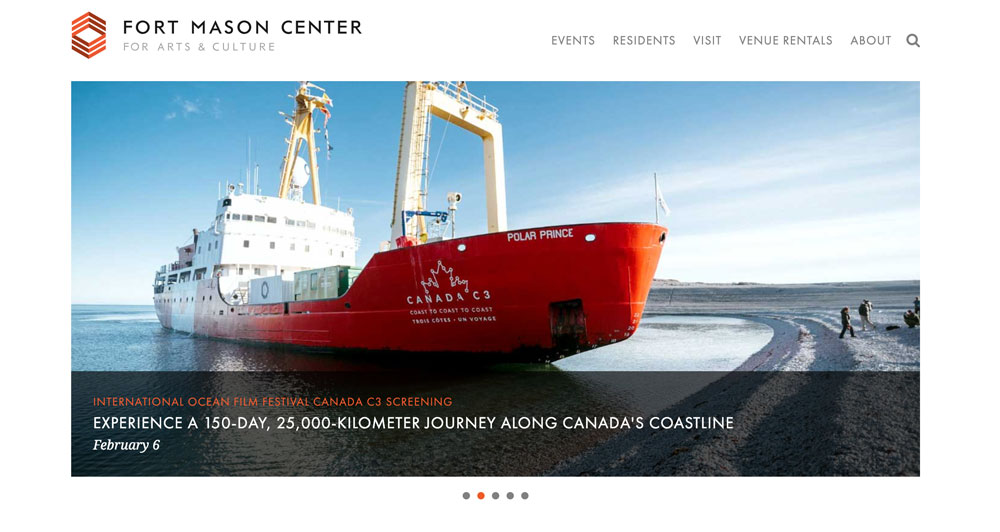 FORT MASON CENTER
FOR ARTS & CULTURE
EVENTS RESIDENTS VISIT VENUE RENTALS ABOUT
POLAR PRINCE
CANADA C3
COAST TO COAST TO COAST
TROIS CÔTES - UN VOYAGE
INTERNATIONAL OCEAN FILM FESTIVAL CANADA C3 SCREENING
EXPERIENCE A 150-DAY, 25,000-KILOMETER JOURNEY ALONG CANADA'S COASTLINE
February 6